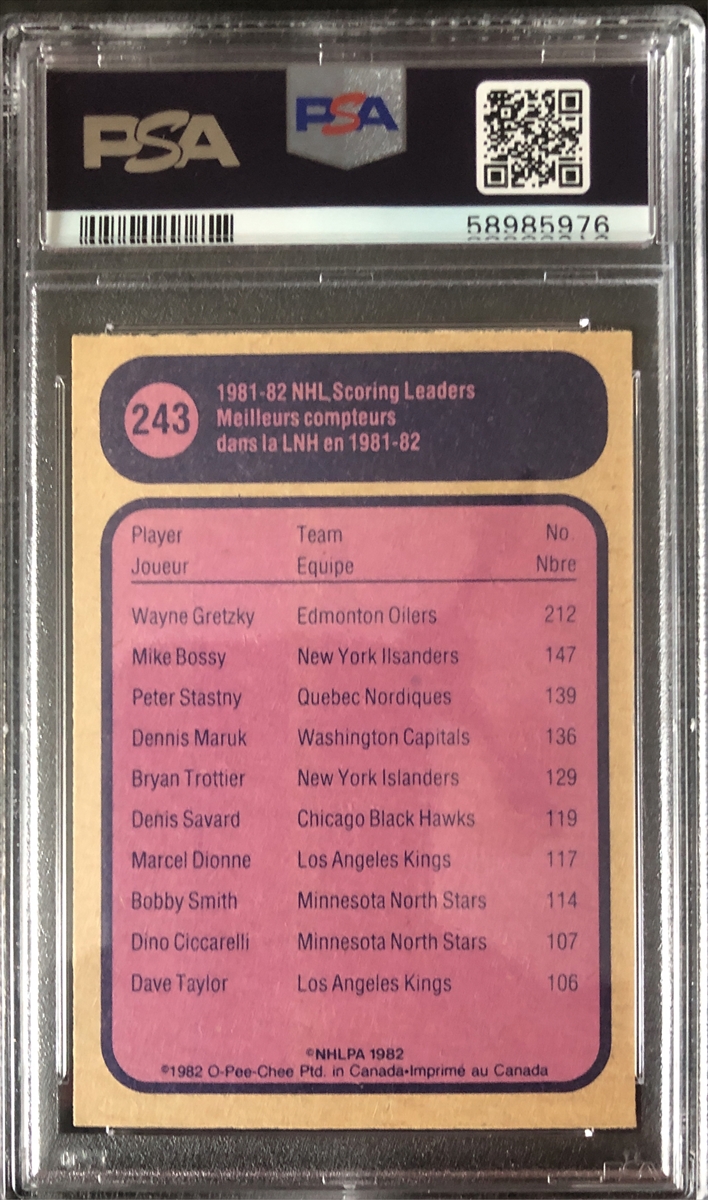 PSA
PSA
58985976
243
1981-82 NHL Scoring Leaders
Meilleurs compteurs
dans la LNH en 1981-82
Player Team No.
Joueur Equipe Nbre
Wayne Gretzky Edmonton Oilers 212
Mike Bossy New York Ilsanders 147
Peter Stastny Quebec Nordiques 139
Dennis Maruk Washington Capitals 136
Bryan Trottier New York Islanders 129
Denis Savard Chicago Black Hawks 119
Marcel Dionne Los Angeles Kings 117
Bobby Smith Minnesota North Stars 114
Dino Ciccarelli Minnesota North Stars 107
Dave Taylor Los Angeles Kings 106
©NHLPA 1982
©1982 O-Pee-Chee Ptd. in Canada•Imprimé au Canada